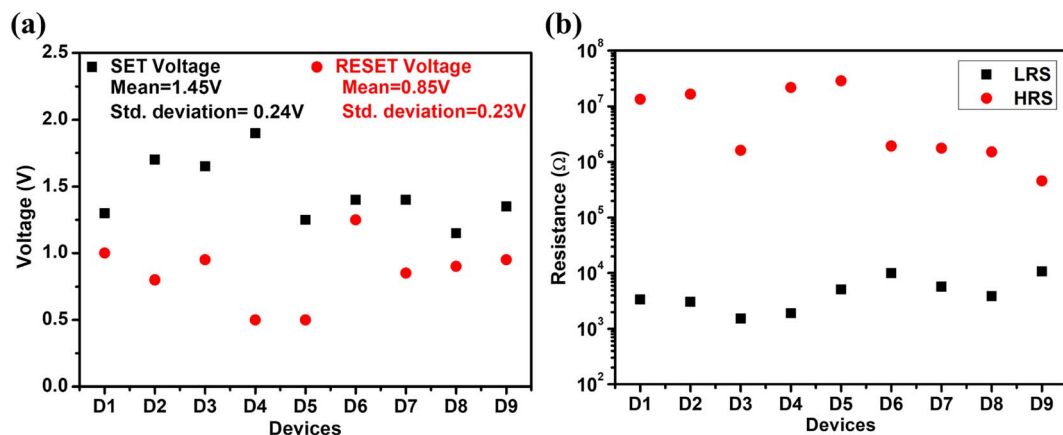 (a)
2.5
2.0
1.5
1.0
0.5
0.0
Voltage (V)
SET Voltage
Mean=1.45V
Std. deviation= 0.24V
RESET Voltage
Mean=0.85V
Std. deviation=0.23V
D1 D2 D3 D4 D5 D6 D7 D8 D9
Devices
(b)
10⁸
10⁷
10⁶
10⁵
10⁴
10³
10²
Resistance (Ω)
LRS
HRS
D1 D2 D3 D4 D5 D6 D7 D8 D9
Devices